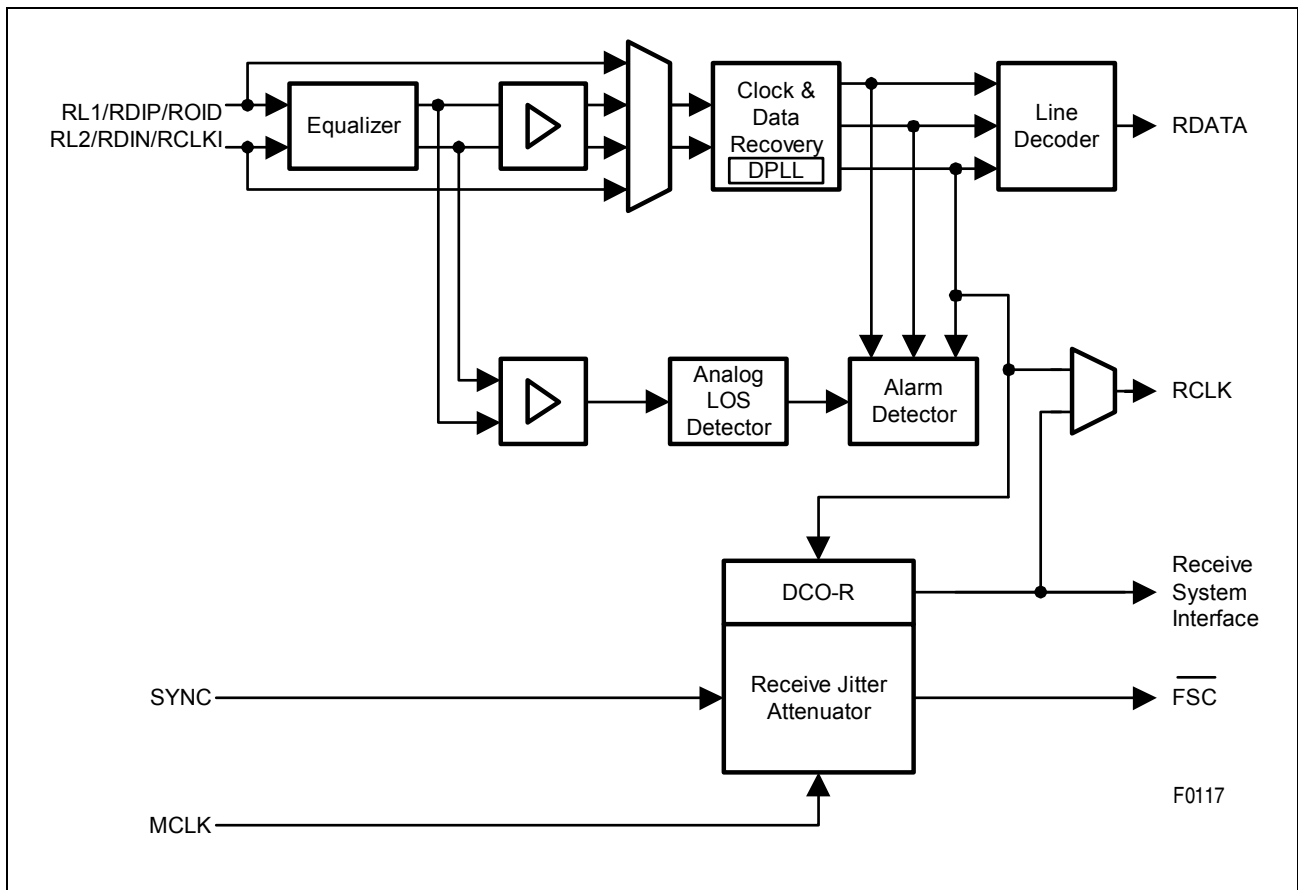 RL1/RDIP/ROID
RL2/RDIN/RCLKI
Equalizer
Clock &
Data
Recovery
DPLL
Line
Decoder
RDATA
Analog
LOS
Detector
Alarm
Detector
RCLK
DCO-R
Receive
System
Interface
SYNC
Receive Jitter
Attenuator
FSC
MCLK
F0117